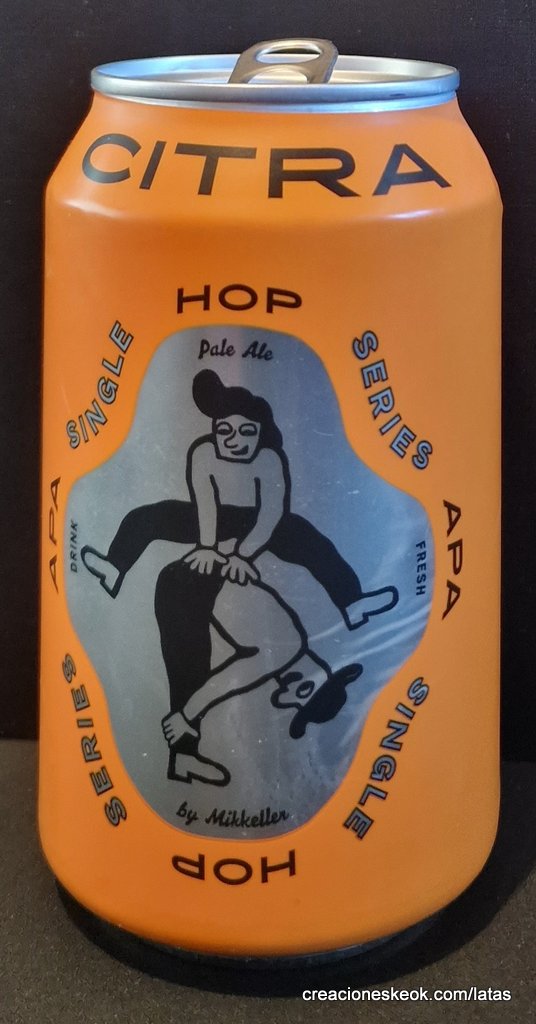 CITRA
HOP
Pale Ale
SINGLE
SERIES
APA
DRINK
FRESH
APA
SERIES
SINGLE
by Mikkeller
HOP
creacioneskeok.com/latas